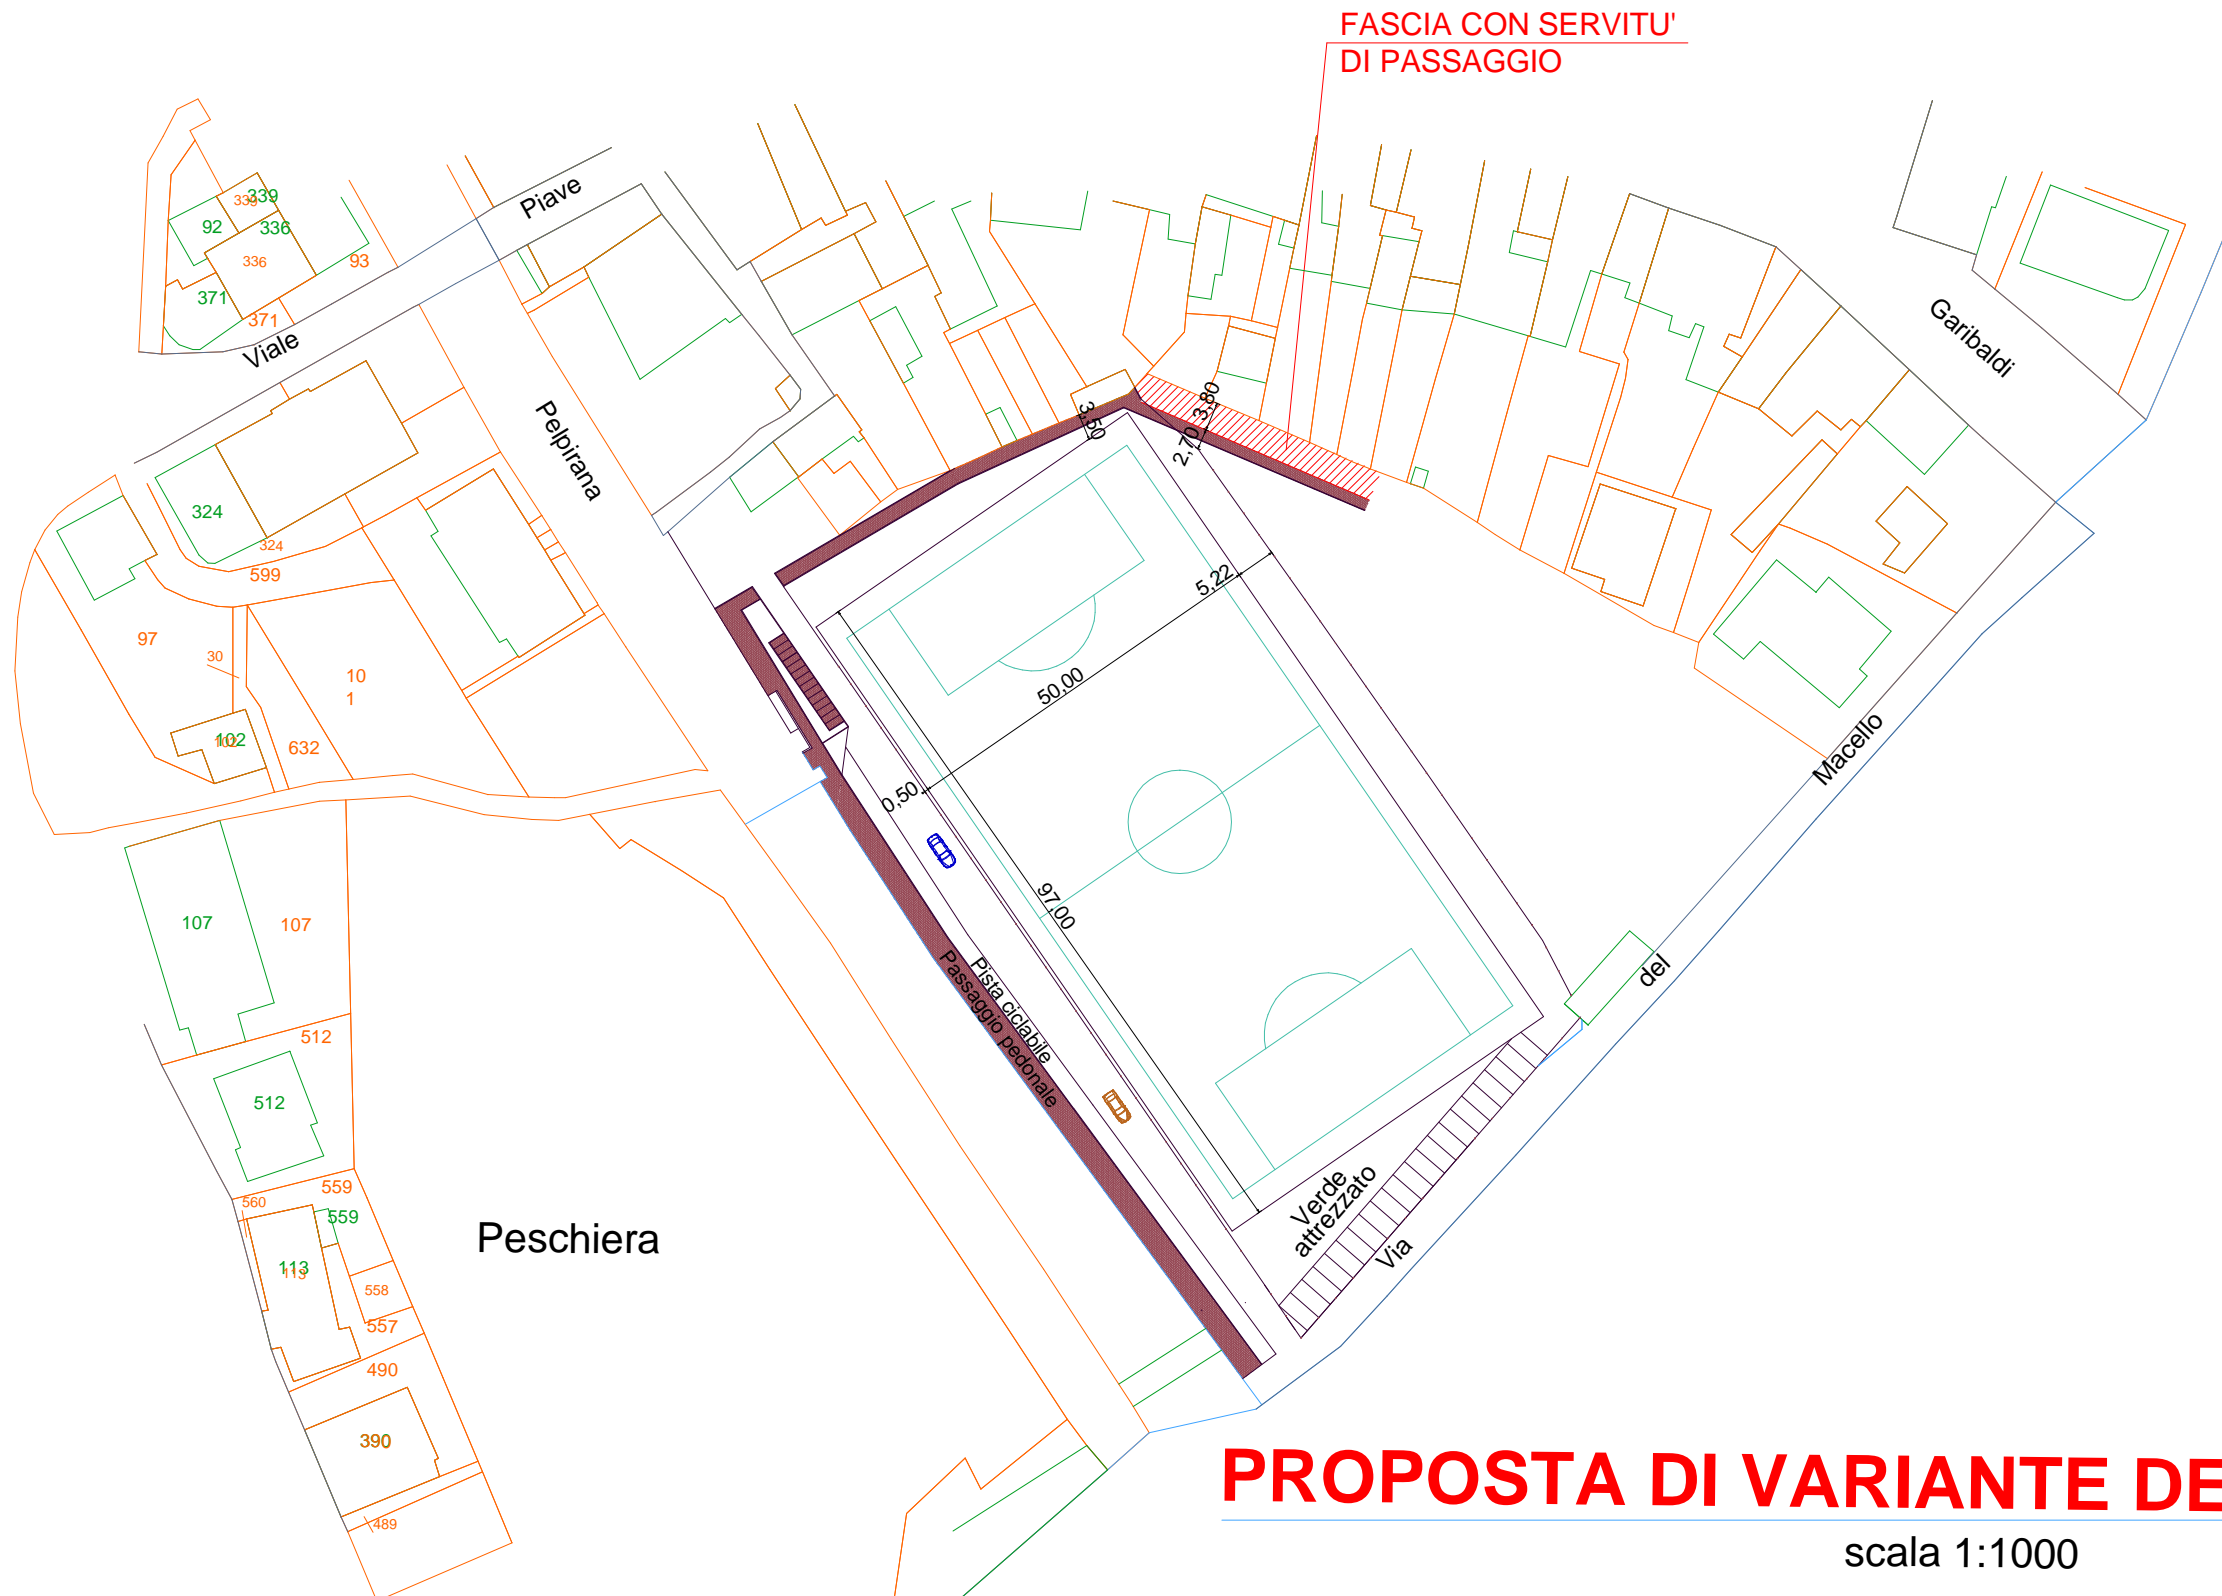 FASCIA CON SERVITU'
DI PASSAGGIO
339
339
92
336
336
93
371
371
Viale
Piave
Garibaldi
Pelpirana
3,50
2,70
3,80
324
324
599
97
30
10
1
102
102
632
5,22
50,00
0,50
97,00
Macello
del
Via
107
107
Pista ciclabile
Passaggio pedonale
512
512
Verde
attrezzato
559
560
559
113
113
558
557
490
390
489
Peschiera
PROPOSTA DI VARIANTE DE
scala 1:1000